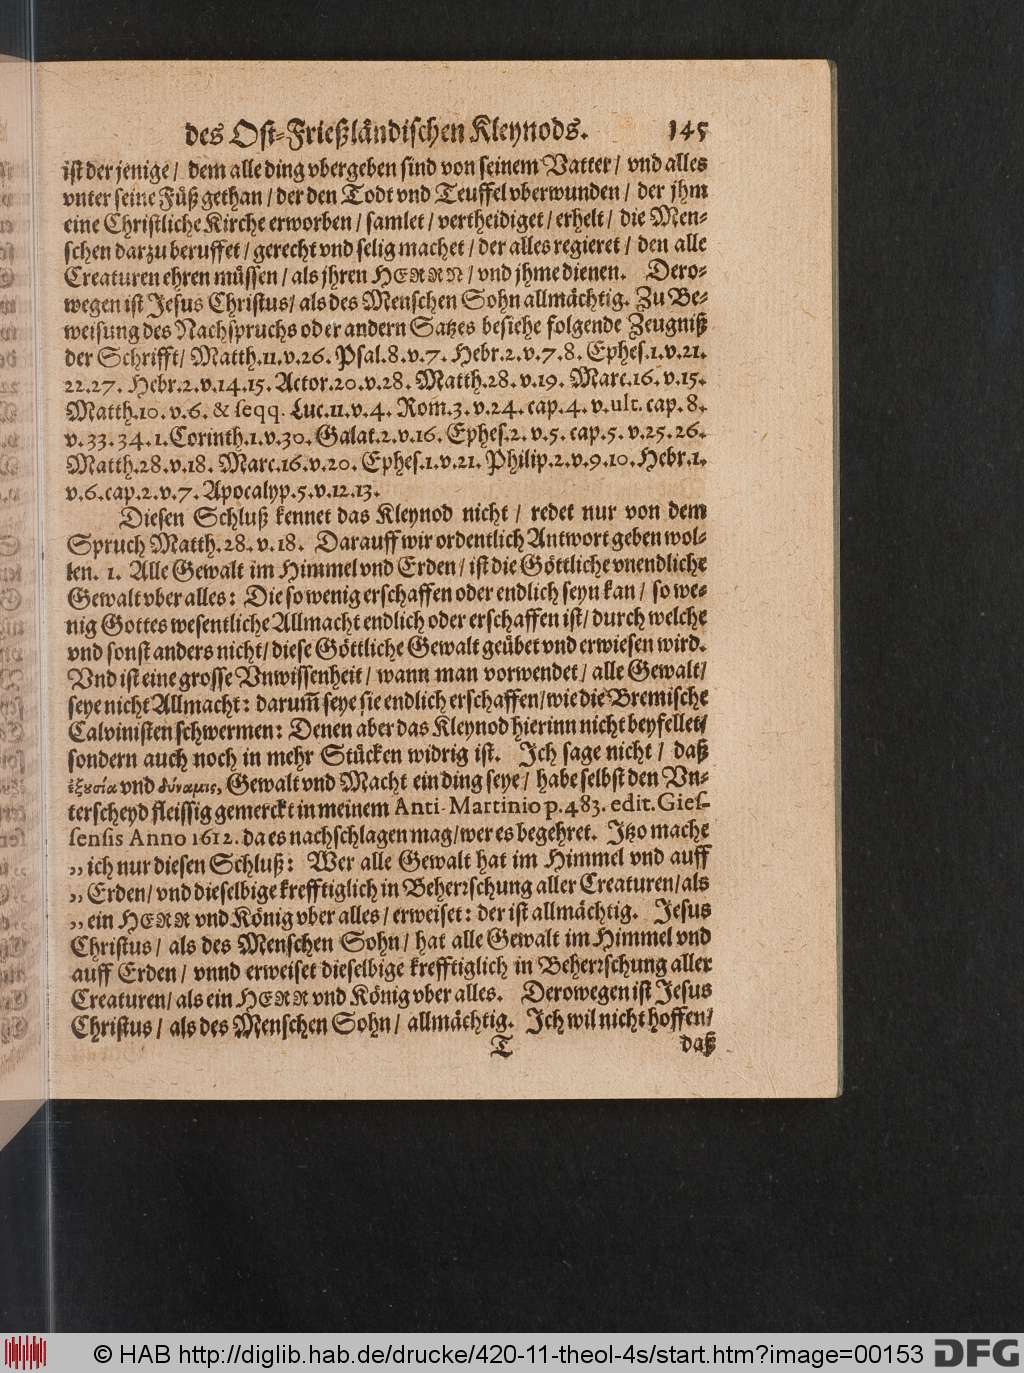 des Ost-Frießländischen Kleynods. 145
ist der jenige / dem alle ding vbergeben sind von seinem Vatter / vnd alles
vnter seine Füß gethan / der den Todt vnd Teuffel vberwunden / der jhm
eine Christliche Kirche erworben / samlet / vertheidiget / erhelt / die Men-
schen darzu beruffet / gerecht vnd selig machet / der alles regieret / den alle
Creaturen ehren müssen / als jhren HERRN / vnd jhme dienen. Dero-
wegen ist Jesus Christus / als des Menschen Sohn allmächtig. Zu Be-
weisung des Nachspruchs oder andern Satzes besiehe folgende Zeugniß
der Schrifft / Matth.11.v.26. Psal.8.v.7. Hebr.2.v.7.8. Ephes.1.v.21.
22.27. Hebr.2.v.14.15. Actor.20.v.28. Matth.28.v.19. Marc.16.v.15.
Matth.10.v.6. & seqq. Luc.11.v.4. Rom.3.v.24. cap.4.v.ult. cap.8.
v.33.34.1.Corinth.1.v.30. Galat.2.v.16. Ephes.2.v.5. cap.5.v.25.26.
Matth.28.v.18. Marc.16.v.20. Ephes.1.v.21. Philip.2.v.9.10. Hebr.1.
v.6.cap.2.v.7. Apocalyp.5.v.12.13.
Diesen Schluß kennet das Kleynod nicht / redet nur von dem
Spruch Matth.28.v.18. Darauff wir ordentlich Antwort geben wol-
len. 1. Alle Gewalt im Himmel vnd Erden / ist die Göttliche vnendliche
Gewalt vber alles: Die so wenig erschaffen oder endlich seyn kan / so we-
nig Gottes wesentliche Allmacht endlich oder erschaffen ist / durch welche
vnd sonst anders nicht / diese Göttliche Gewalt geübet vnd erwiesen wird.
Vnd ist eine grosse Vnwissenheit / wann man vorwendet / alle Gewalt /
seye nicht Allmacht: darum̃ seye sie endlich erschaffen / wie die Bremische
Calvinisten schwermen: Denen aber das Kleynod hierinn nicht beyfellet /
sondern auch noch in mehr Stücken widrig ist. Ich sage nicht / daß
ἐξουσία vnd δύναμις, Gewalt vnd Macht ein ding seye / habe selbst den Vn-
terscheyd fleissig gemerckt in meinem Anti-Martinio p.483. edit. Gies-
sensis Anno 1612. da es nachschlagen mag / wer es begehret. Itzo mache
„ ich nur diesen Schluß: Wer alle Gewalt hat im Himmel vnd auff
„ Erden / vnd dieselbige krefftiglich in Beherrschung aller Creaturen / als
„ ein HERR vnd König vber alles / erweiset: der ist allmächtig. Jesus
Christus / als des Menschen Sohn / hat alle Gewalt im Himmel vnd
auff Erden / vnnd erweiset dieselbige krefftiglich in Beherrschung aller
Creaturen / als ein HERR vnd König vber alles. Derowegen ist Jesus
Christus / als des Menschen Sohn / allmächtig. Ich wil nicht hoffen /
T daß
© HAB http://diglib.hab.de/drucke/420-11-theol-4s/start.htm?image=00153 DFG